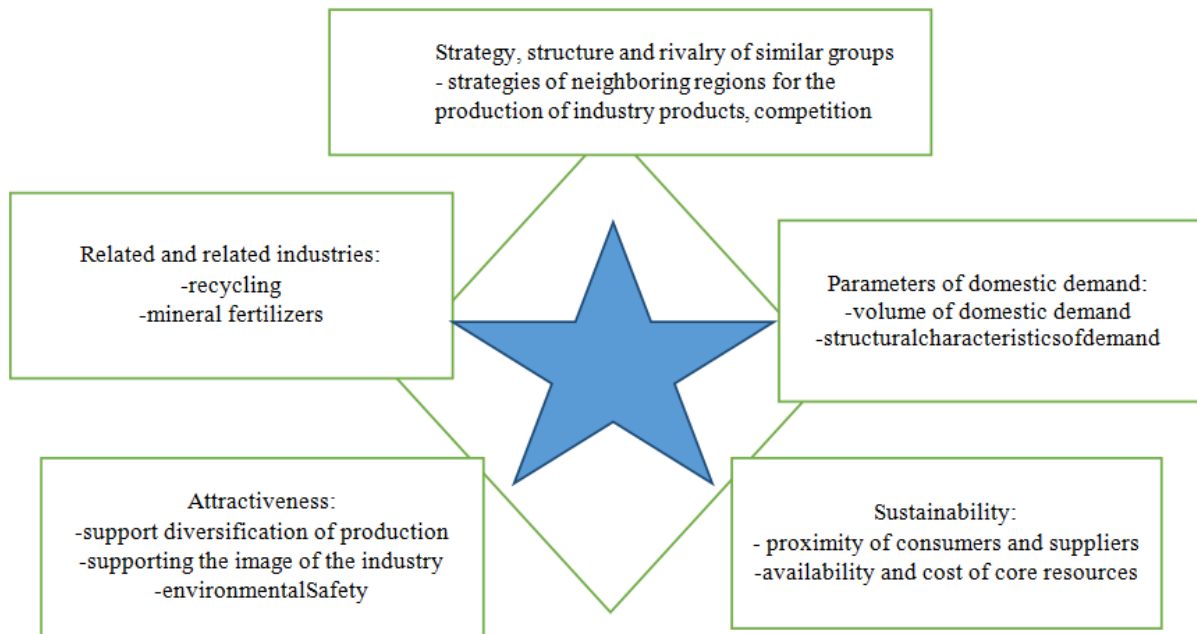 Strategy, structure and rivalry of similar groups
- strategies of neighboring regions for the
production of industry products, competition
Related and related industries:
-recycling
-mineral fertilizers
Parameters of domestic demand:
-volume of domestic demand
-structuralcharacteristicsofdemand
Attractiveness:
-support diversification of production
-supporting the image of the industry
-environmentalSafety
Sustainability:
- proximity of consumers and suppliers
-availability and cost of core resources